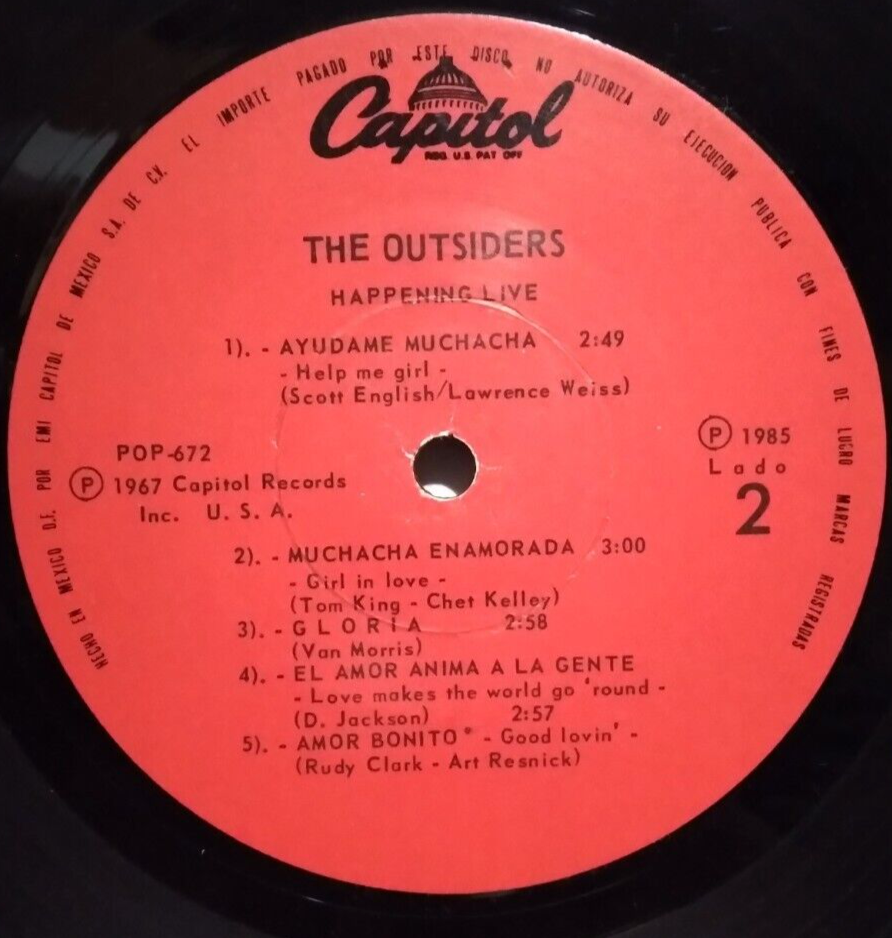 HECHO EN MEXICO D.F. POR EMI CAPITOL DE MEXICO S.A. DE C.V. EL IMPORTE PAGADO POR ESTE DISCO NO AUTORIZA SU EJECUCION PUBLICA CON FINES DE LUCRO MARCAS REGISTRADAS
Capitol
REG. U.S. PAT OFF
THE OUTSIDERS
HAPPENING LIVE
1). - AYUDAME MUCHACHA 2:49
- Help me girl -
(Scott English/Lawrence Weiss)
POP-672
Ⓟ 1967 Capitol Records
Inc. U. S. A.
Ⓟ 1985
Lado
2
2). - MUCHACHA ENAMORADA 3:00
- Girl in love -
(Tom King - Chet Kelley)
3). - GLORIA 2:58
(Van Morris)
4). - EL AMOR ANIMA A LA GENTE
- Love makes the world go 'round -
(D. Jackson) 2:57
5). - AMOR BONITO* - Good lovin' -
(Rudy Clark - Art Resnick)